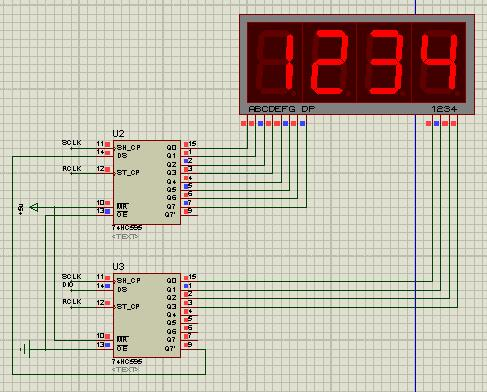 1234
ABCDEFG DP
1234
U2
SCLK 11 SH_CP Q0 15
14 DS Q1 1
Q2 2
RCLK 12 ST_CP Q3 3
Q4 4
Q5 5
Q6 6
+5v 10 MR Q7 7
13 OE Q7' 9
74HC595
<TEXT>
U3
SCLK 11 SH_CP Q0 15
DIO 14 DS Q1 1
Q2 2
RCLK 12 ST_CP Q3 3
Q4 4
Q5 5
Q6 6
10 MR Q7 7
13 OE Q7' 9
74HC595
<TEXT>